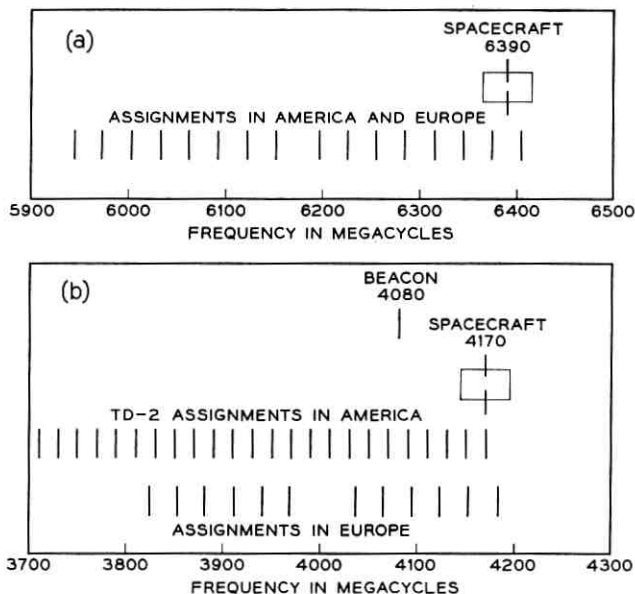 (a)
SPACECRAFT
6390
ASSIGNMENTS IN AMERICA AND EUROPE
5900 6000 6100 6200 6300 6400 6500
FREQUENCY IN MEGACYCLES
(b)
BEACON
4080
SPACECRAFT
4170
TD-2 ASSIGNMENTS IN AMERICA
ASSIGNMENTS IN EUROPE
3700 3800 3900 4000 4100 4200 4300
FREQUENCY IN MEGACYCLES